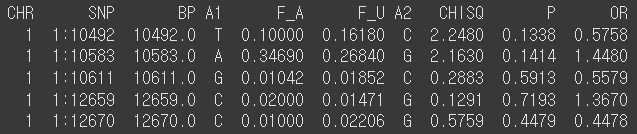 CHR SNP BP A1 F_A F_U A2 CHISQ P OR
1 1:10492 10492.0 T 0.10000 0.16180 C 2.2480 0.1338 0.5758
1 1:10583 10583.0 A 0.34690 0.26840 G 2.1630 0.1414 1.4480
1 1:10611 10611.0 G 0.01042 0.01852 C 0.2883 0.5913 0.5579
1 1:12659 12659.0 C 0.02000 0.01471 G 0.1291 0.7193 1.3670
1 1:12670 12670.0 C 0.01000 0.02206 G 0.5759 0.4479 0.4478